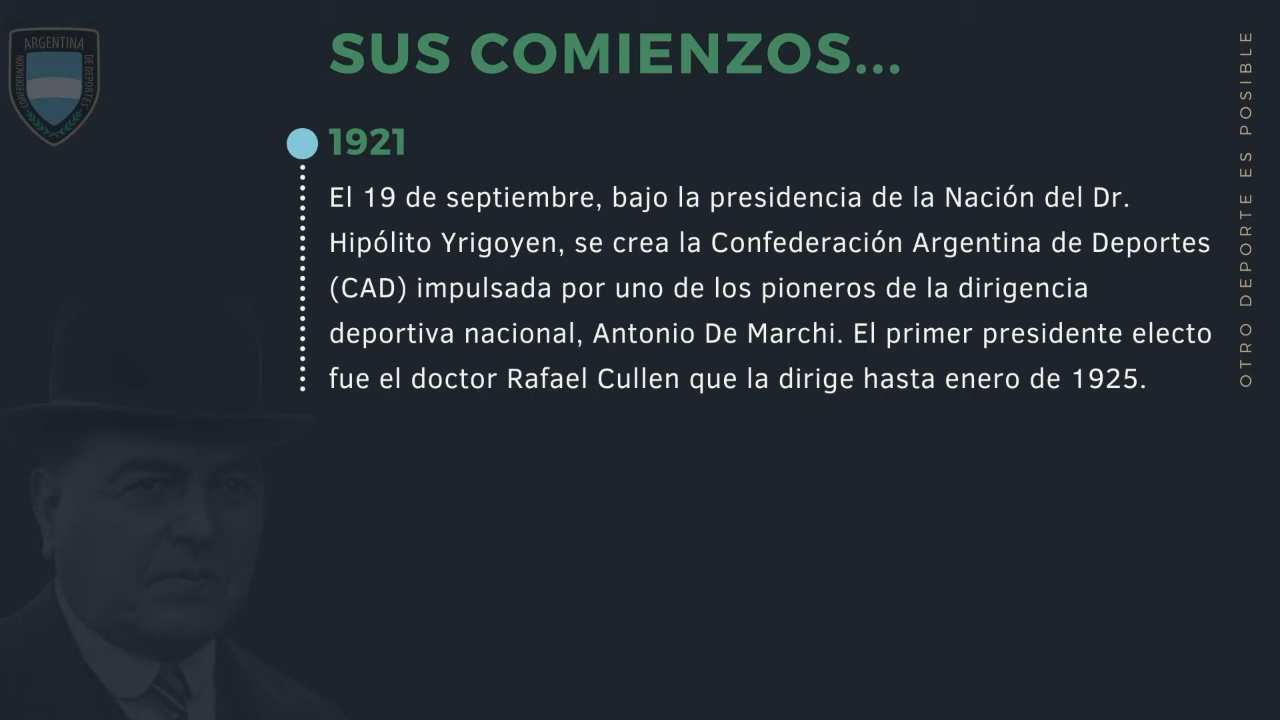 ARGENTINA
CONFEDERACIÓN
DE DEPORTES
SUS COMIENZOS...
1921
El 19 de septiembre, bajo la presidencia de la Nación del Dr.
Hipólito Yrigoyen, se crea la Confederación Argentina de Deportes
(CAD) impulsada por uno de los pioneros de la dirigencia
deportiva nacional, Antonio De Marchi. El primer presidente electo
fue el doctor Rafael Cullen que la dirige hasta enero de 1925.
OTRO DEPORTE ES POSIBLE